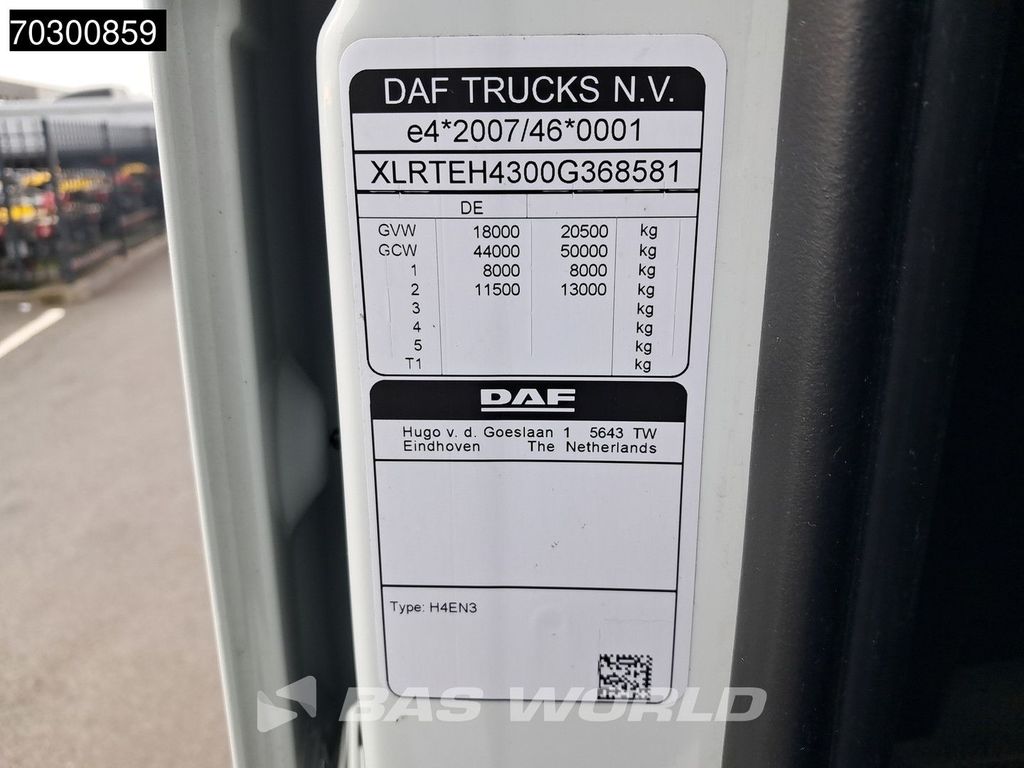 70300859
DAF TRUCKS N.V.
e4*2007/46*0001
XLRTEH4300G368581
DE
GVW 18000 20500 kg
GCW 44000 50000 kg
1 8000 8000 kg
2 11500 13000 kg
3 kg
4 kg
5 kg
T1 kg
DAF
Hugo v. d. Goeslaan 1 5643 TW
Eindhoven The Netherlands
Type: H4EN3
BAS WORLD